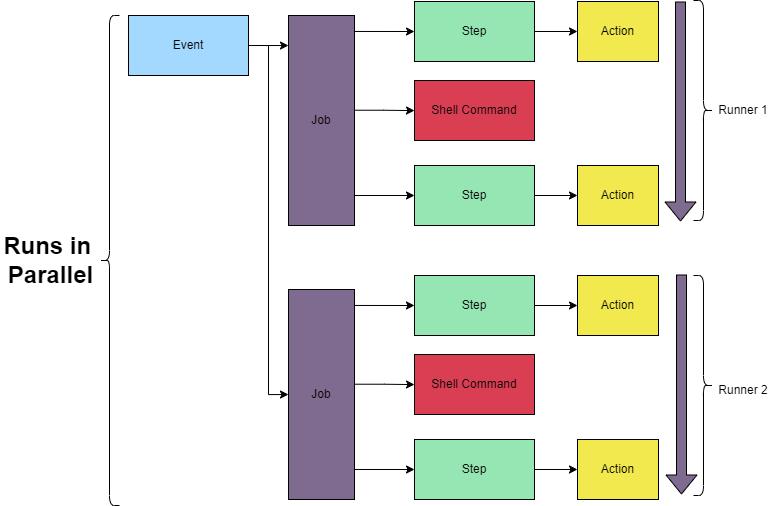 Event
Step
Action
Shell Command
Job
Runner 1
Step
Action
Runs in
Parallel
Step
Action
Shell Command
Job
Runner 2
Step
Action